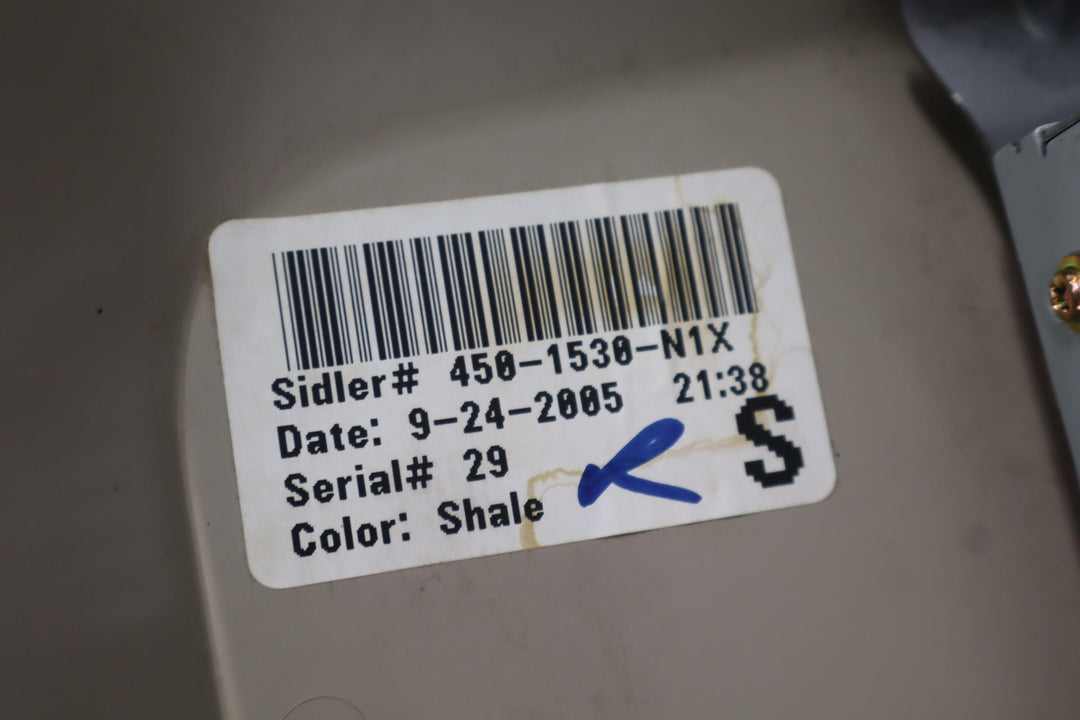 Sidler# 450-1530-N1X
Date: 9-24-2005 21:38
Serial# 29
Color: Shale
S